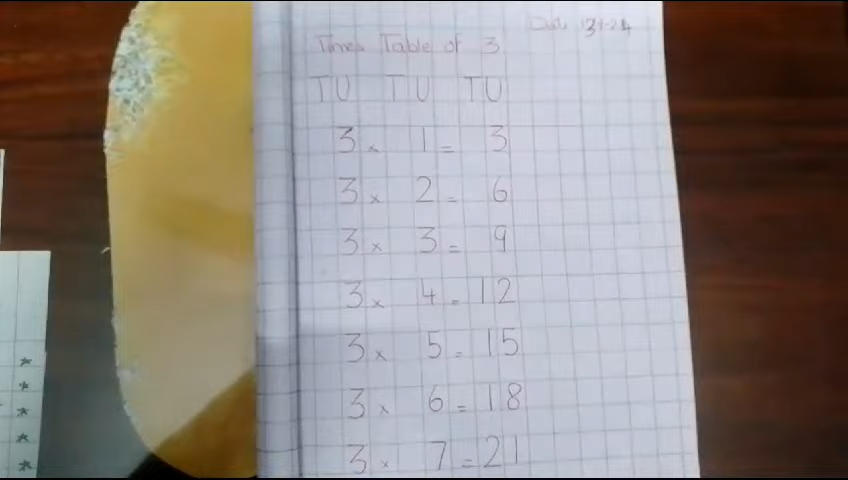 Times Table of 3
TU TU TU
3 × 1 = 3
3 × 2 = 6
3 × 3 = 9
3 × 4 = 12
3 × 5 = 15
3 × 6 = 18
3 × 7 = 21